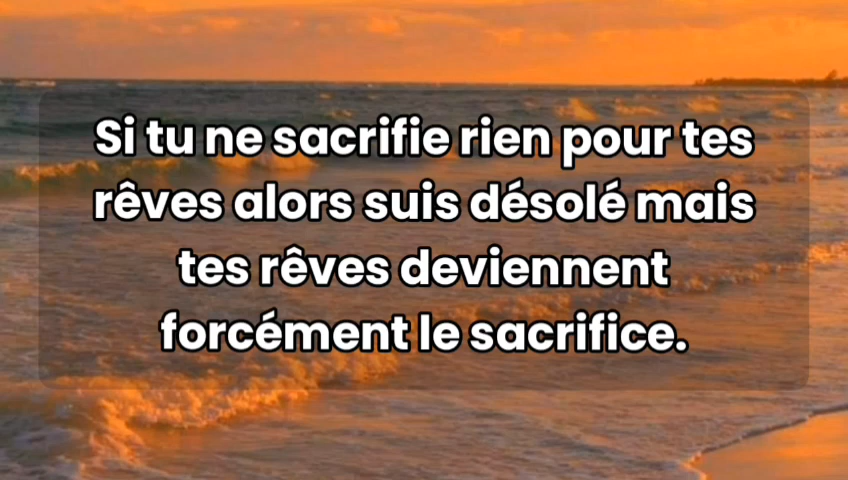 Si tu ne sacrifie rien pour tes
rêves alors suis désolé mais
tes rêves deviennent
forcément le sacrifice.